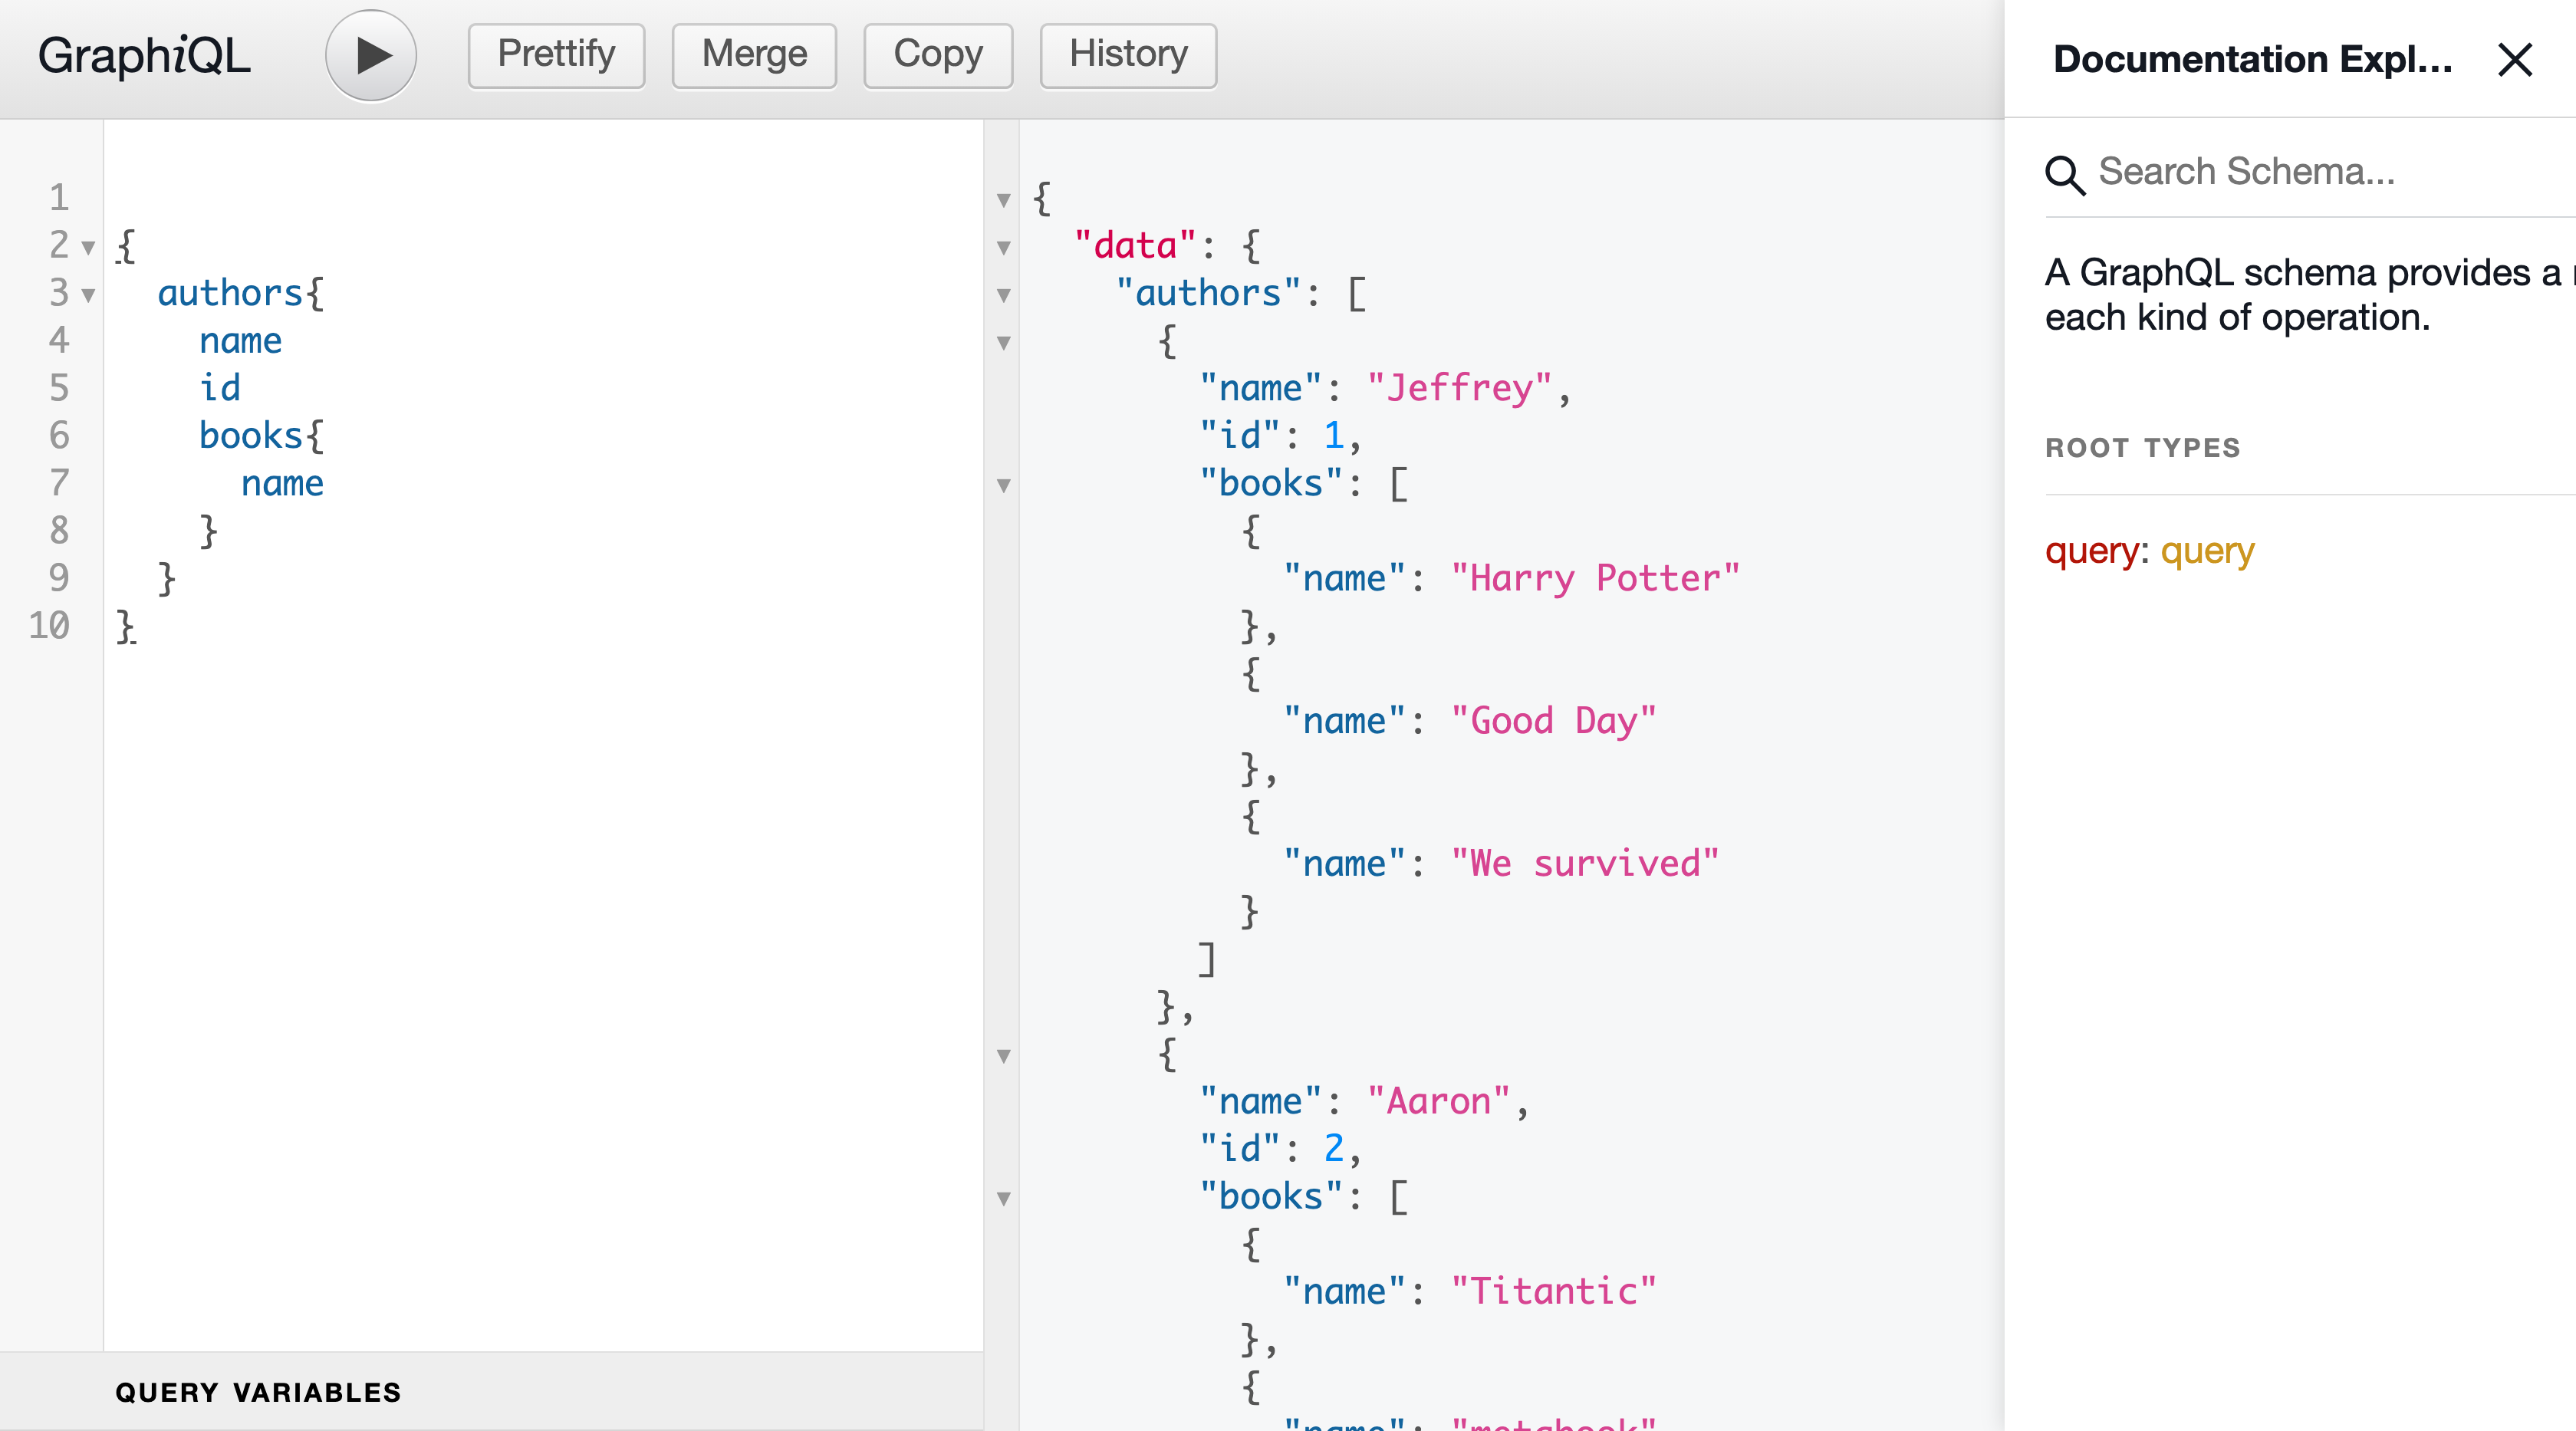 GraphiQL
Prettify
Merge
Copy
History
1
2 {
3 authors{
4 name
5 id
6 books{
7 name
8 }
9 }
10 }
QUERY VARIABLES
{
"data": {
"authors": [
{
"name": "Jeffrey",
"id": 1,
"books": [
{
"name": "Harry Potter"
},
{
"name": "Good Day"
},
{
"name": "We survived"
}
]
},
{
"name": "Aaron",
"id": 2,
"books": [
{
"name": "Titantic"
},
{
"name": "metabook"
Documentation Expl...
Search Schema...
A GraphQL schema provides a
each kind of operation.
ROOT TYPES
query: query